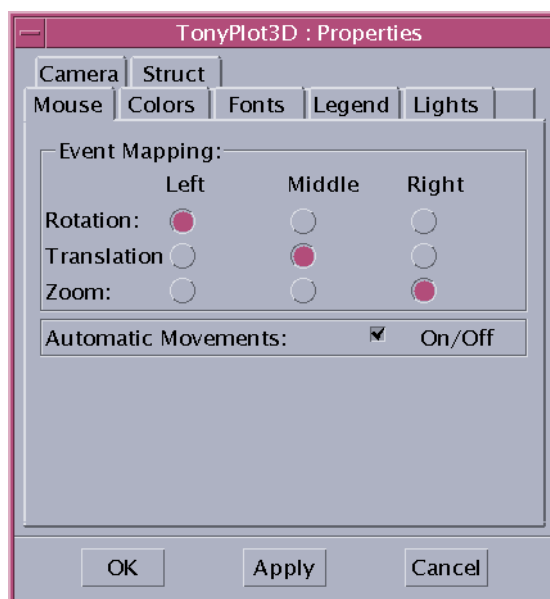 TonyPlot3D : Properties
Camera Struct
Mouse Colors Fonts Legend Lights
Event Mapping:
Left Middle Right
Rotation:
Translation
Zoom:
Automatic Movements: On/Off
OK Apply Cancel